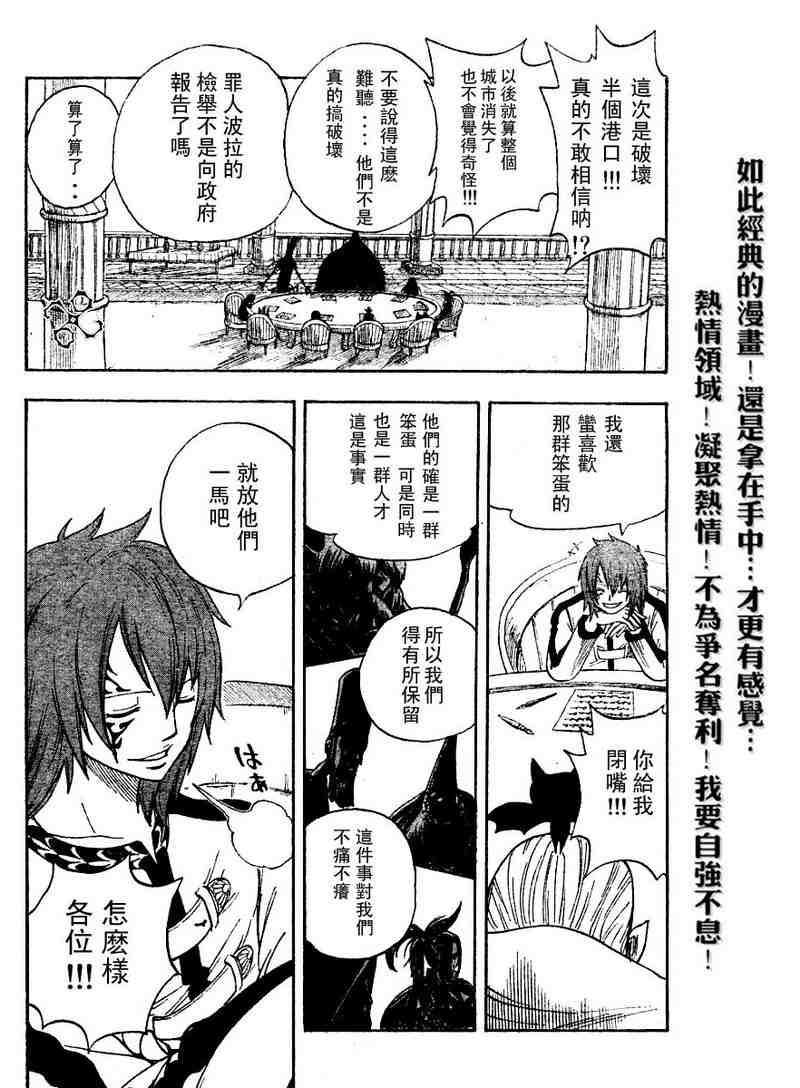 這次是破壞
半個港口!!!
真的不敢相信吶!?
以後就算整個
城市消失了
也不會覺得奇怪!!!
不要說得這麽
難聽....他們不是
真的搞破壞
罪人波拉的
檢舉不是向政府
報告了嗎
算了算了..
我還
蠻喜歡
那群笨蛋的
你給我
閉嘴!!!
他們的確是一群
笨蛋 可是同時
也是一群人才
這是事實
所以我們
得有所保留
這件事對我們
不痛不癢
就放他們
一馬吧
はあ
怎麽樣
各位!!!
如此經典的漫畫!還是拿在手中…才更有感覺…
熱情領域!凝聚熱情!不為爭名奪利!我要自強不息!